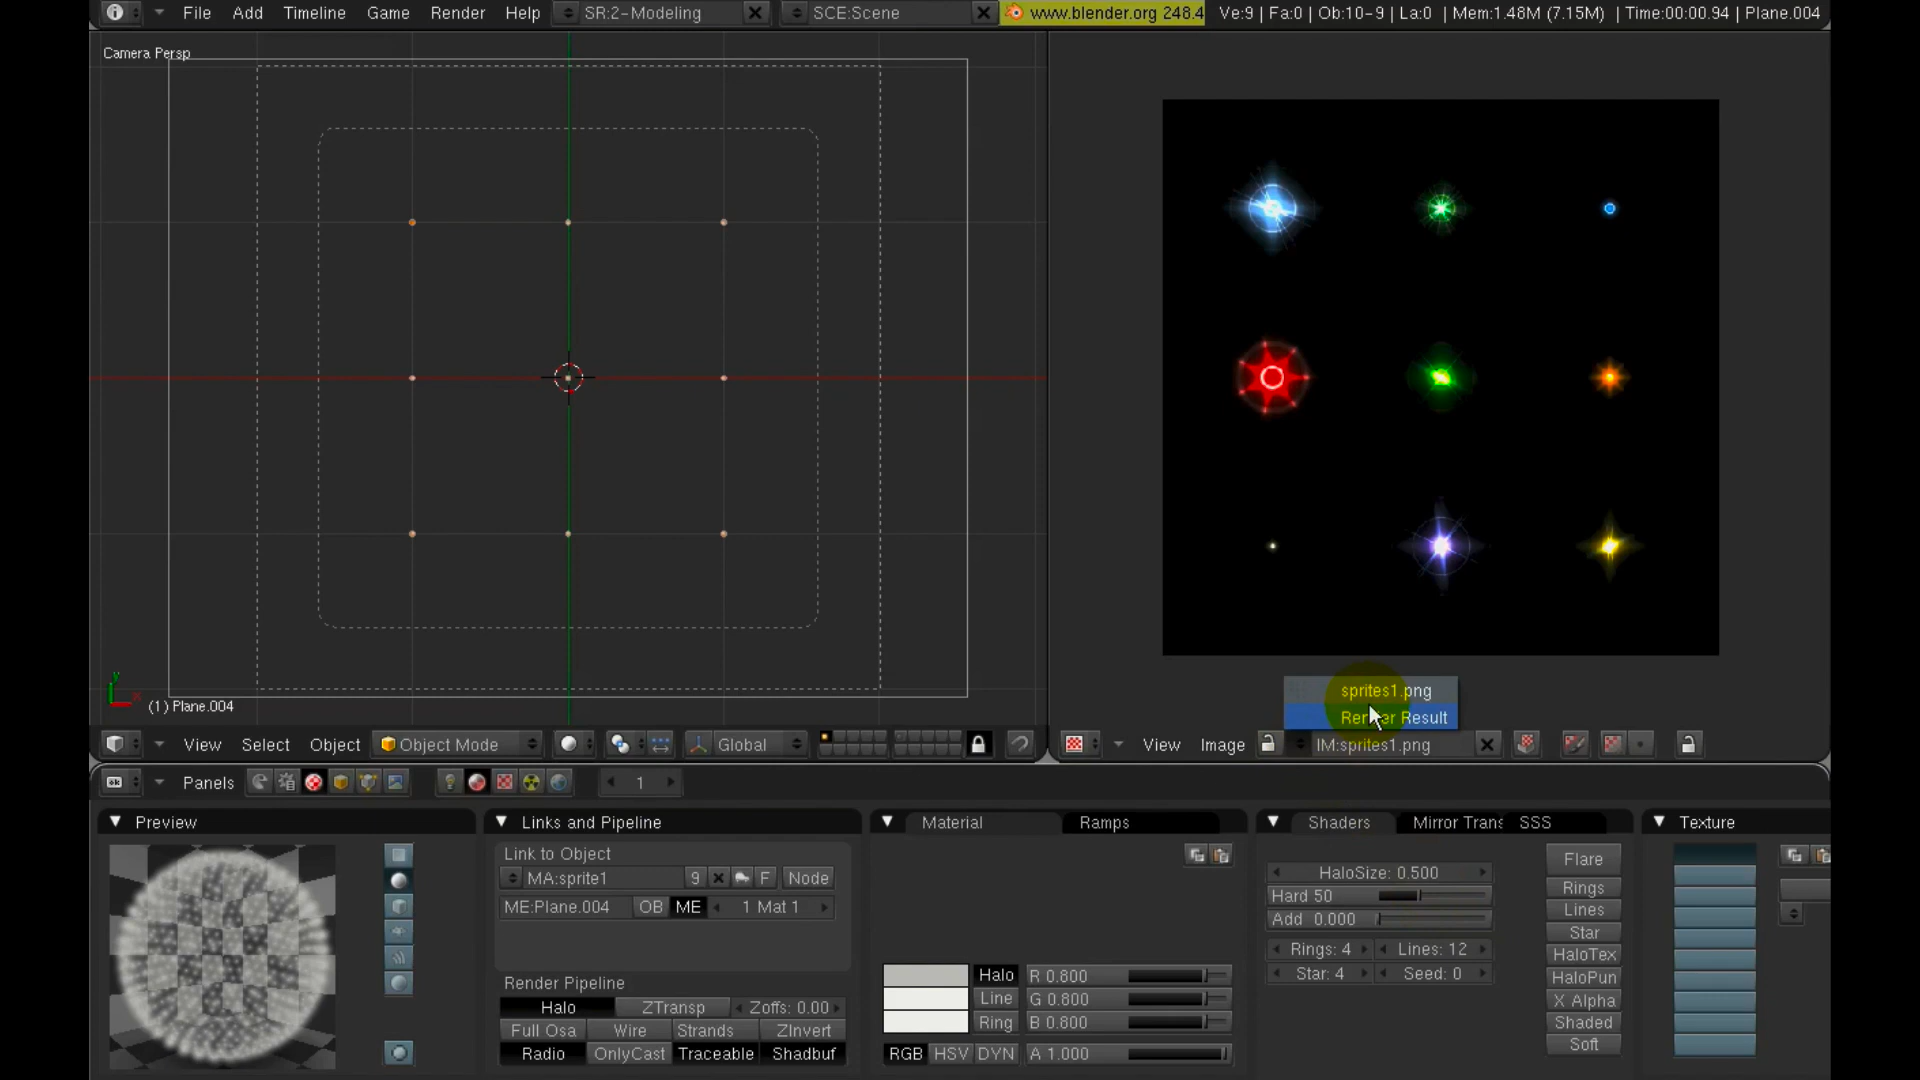 File Add Timeline Game Render Help SR:2-Modeling SCE:Scene www.blender.org 248.4 Ve:9 | Fa:0 | Ob:10-9 | La:0 | Mem:1.48M (7.15M) | Time:00:00.94 | Plane.004
Camera Persp
y
x
(1) Plane.004
sprites1.png
Render Result
View Select Object Object Mode Global
View Image IM:sprites1.png
Panels 1
Preview
Links and Pipeline
Link to Object
MA:sprite1 9 F Node
ME:Plane.004 OB ME 1 Mat 1
Render Pipeline
Halo ZTransp Zoffs: 0.00
Full Osa Wire Strands ZInvert
Radio OnlyCast Traceable Shadbuf
Material Ramps
Halo R 0.800
Line G 0.800
Ring B 0.800
RGB HSV DYN A 1.000
Shaders Mirror Trans SSS
HaloSize: 0.500
Hard 50
Add 0.000
Rings: 4 Lines: 12
Star: 4 Seed: 0
Flare
Rings
Lines
Star
HaloTex
HaloPun
X Alpha
Shaded
Soft
Texture